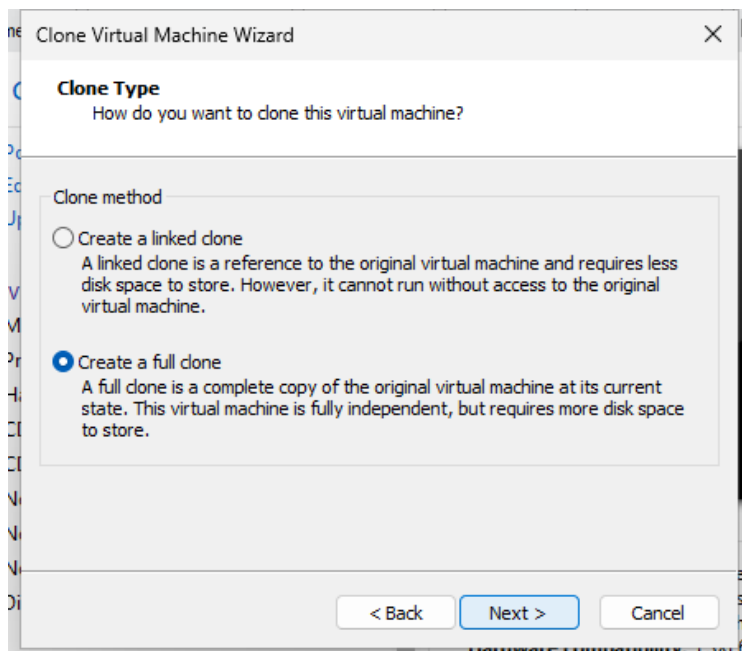 Clone Virtual Machine Wizard
Clone Type
How do you want to clone this virtual machine?
Clone method
Create a linked clone
A linked clone is a reference to the original virtual machine and requires less
disk space to store. However, it cannot run without access to the original
virtual machine.
Create a full clone
A full clone is a complete copy of the original virtual machine at its current
state. This virtual machine is fully independent, but requires more disk space
to store.
< Back Next > Cancel